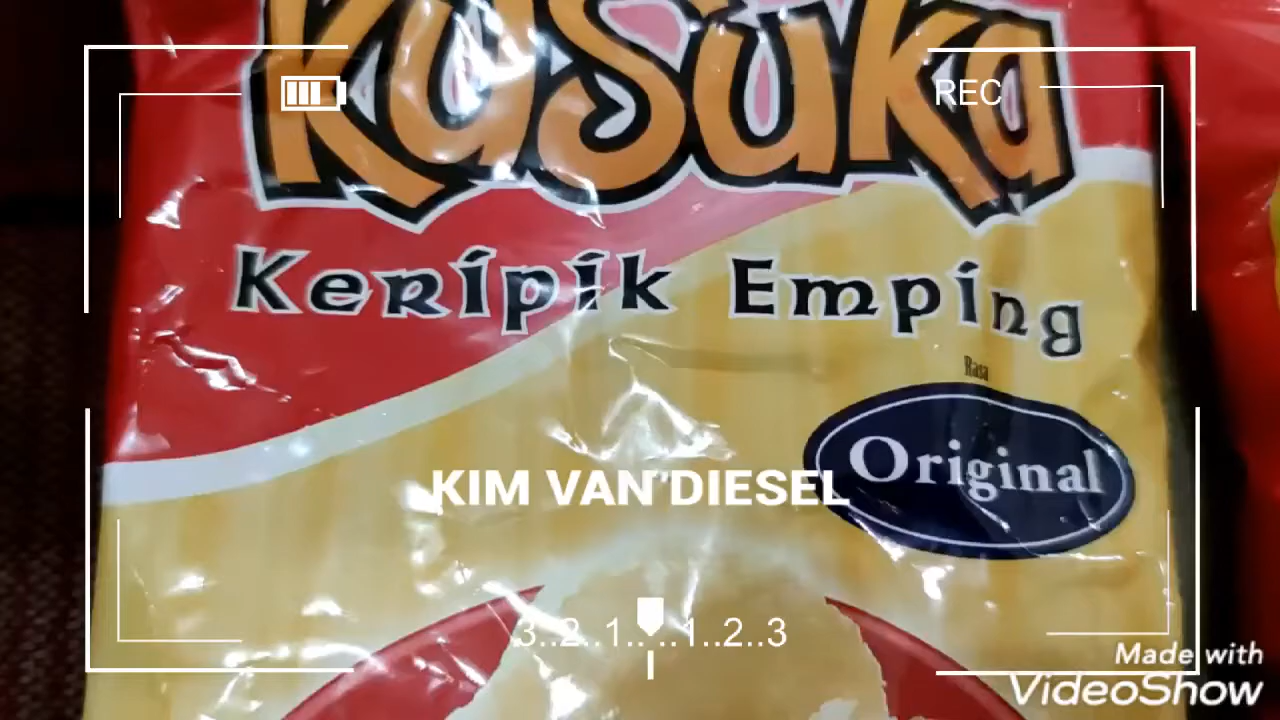 Kusuka
REC
Keripik Emping
Rasa
Original
KIM VAN DIESEL
3..2..1.. ..1..2..3
Made with
VideoShow